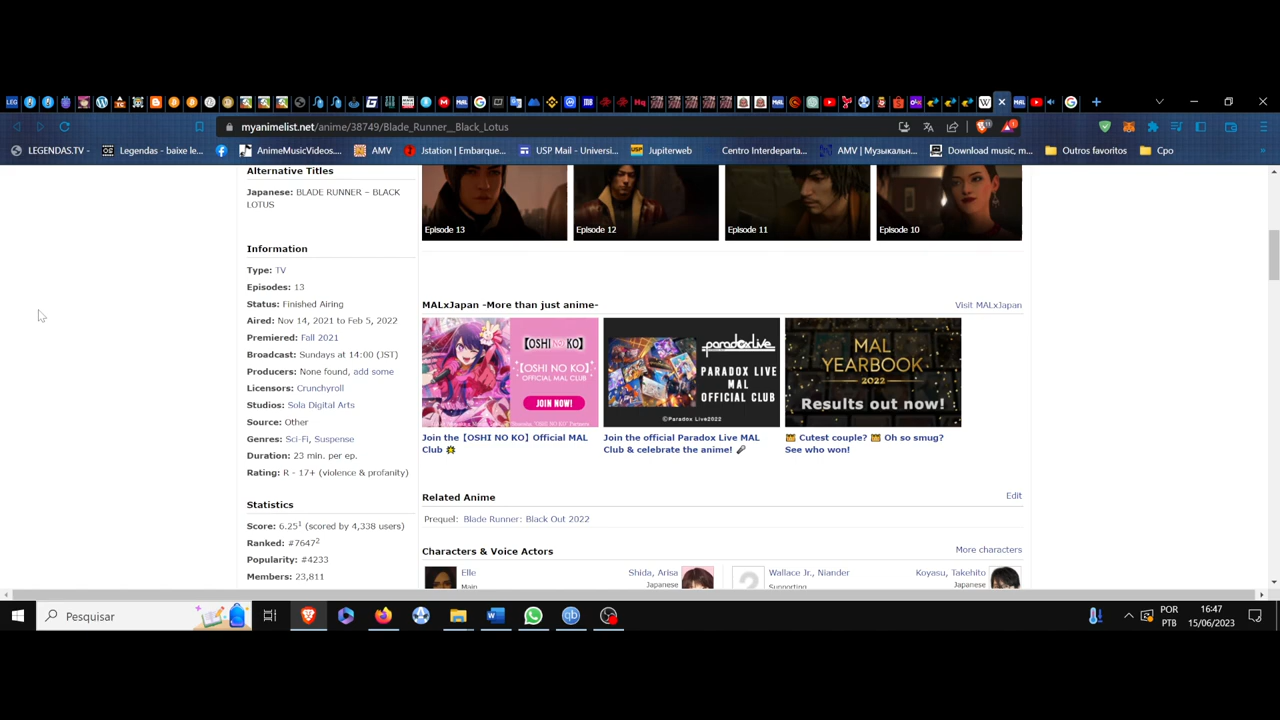 myanimelist.net/anime/38749/Blade_Runner__Black_Lotus
LEGENDAS.TV -
Legendas - baixe le...
AnimeMusicVideos...
AMV
Jstation | Embarque...
USP Mail - Universi...
Jupiterweb
Centro Interdeparta...
AMV | Музыкальн...
Download music, m...
Outros favoritos
Cpo
Alternative Titles
Japanese: BLADE RUNNER – BLACK
LOTUS
Information
Type: TV
Episodes: 13
Status: Finished Airing
Aired: Nov 14, 2021 to Feb 5, 2022
Premiered: Fall 2021
Broadcast: Sundays at 14:00 (JST)
Producers: None found, add some
Licensors: Crunchyroll
Studios: Sola Digital Arts
Source: Other
Genres: Sci-Fi, Suspense
Duration: 23 min. per ep.
Rating: R - 17+ (violence & profanity)
Statistics
Score: 6.25¹ (scored by 4,338 users)
Ranked: #7647²
Popularity: #4233
Members: 23,811
Episode 13
Episode 12
Episode 11
Episode 10
MALxJapan -More than just anime-
Visit MALxJapan
【OSHI NO KO】
【OSHI NO KO】
OFFICIAL MAL
CLUB
JOIN NOW!
Join the【OSHI NO KO】Official MAL
Club
paradoxlive
PARADOX LIVE
MAL
OFFICIAL CLUB
©Paradox Live2022
Join the official Paradox Live MAL
Club & celebrate the anime!
MAL
YEARBOOK
2022
Results out now!
Cutest couple? Oh so smug?
See who won!
Related Anime
Edit
Prequel: Blade Runner: Black Out 2022
Characters & Voice Actors
More characters
Elle
Main
Shida, Arisa
Japanese
Wallace Jr., Niander
Supporting
Koyasu, Takehito
Japanese
Pesquisar
POR
PTB
16:47
15/06/2023